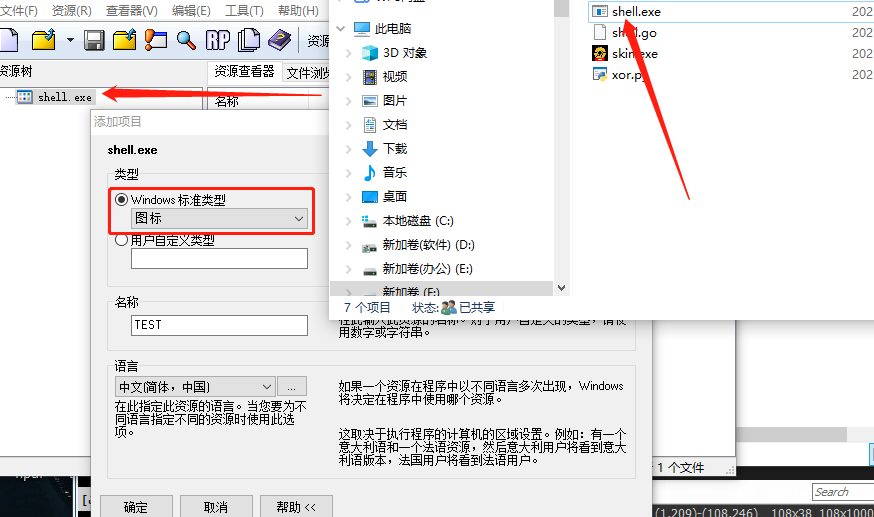 文件(F) 资源(R) 查看器(V) 编辑(E) 工具(T) 帮助(H)
RP
资源
资源树
资源查看器
文件浏览
shell.exe
名称
添加项目
shell.exe
类型
Windows 标准类型
图标
用户自定义类型
名称
TEST
用数字或字符串。
语言
中文(简体，中国)
...
在此指定此资源的语言。当您要为不
同语言指定不同的资源时使用此选
项。
如果一个资源在程序中以不同语言多次出现，Windows
将决定在程序中使用哪个资源。
这取决于执行程序的计算机的区域设置。例如：有一个
意大利语和一个法语资源，然后意大利用户将看到意大
利语版本，法国用户将看到法语用户。
确定
取消
帮助 <<
此电脑
3D 对象
视频
图片
文档
下载
音乐
桌面
本地磁盘 (C:)
新加卷(软件) (D:)
新加卷(办公) (E:)
新加卷 (F:)
7 个项目
状态:
已共享
shell.exe
202
shell.go
202
skin.exe
202
xor.py
202
1 个文件
Search
(1,209)-(108,246)
108x38
108x1000